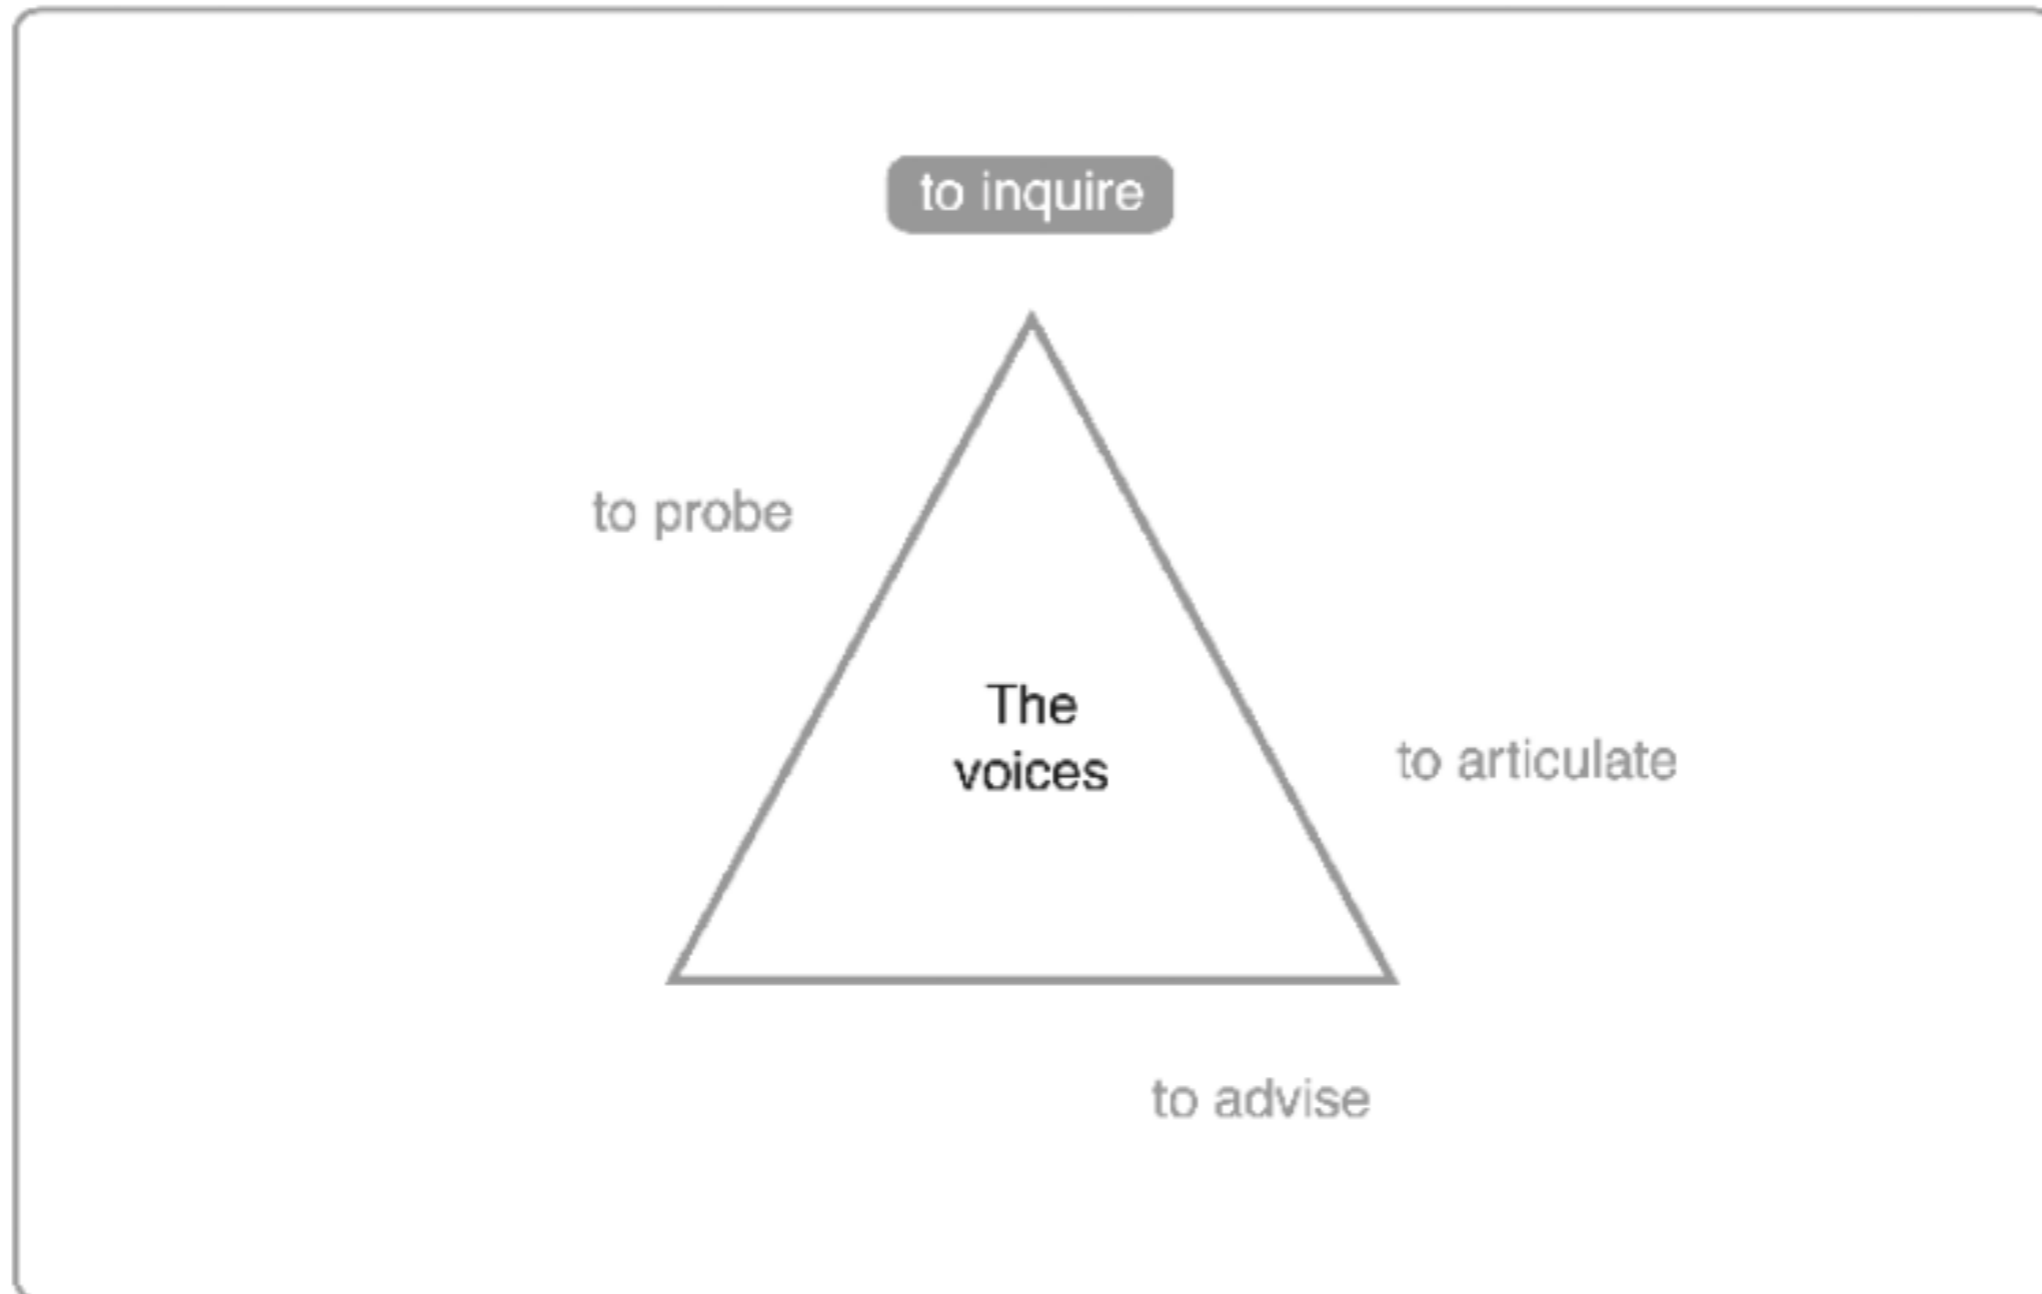 to inquire
to probe
The
voices
to articulate
to advise